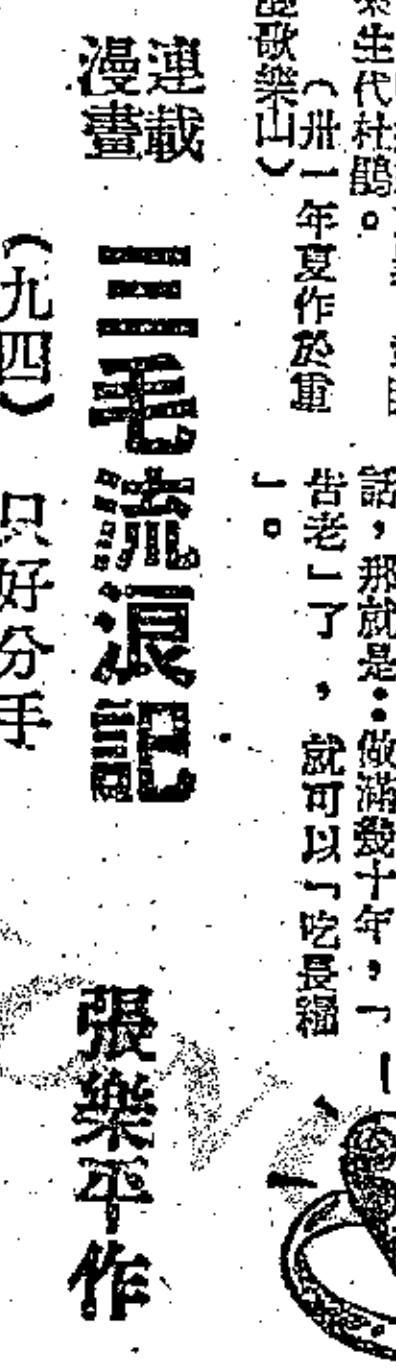 繁生代杜鵑。
（卅一年夏作於重
慶歌樂山）
話，那就是：做滿幾十年，「
告老」了，就可以「吃長糧
」。
連載
漫畫
三毛流浪記
張樂平作
（九四） 只好分手